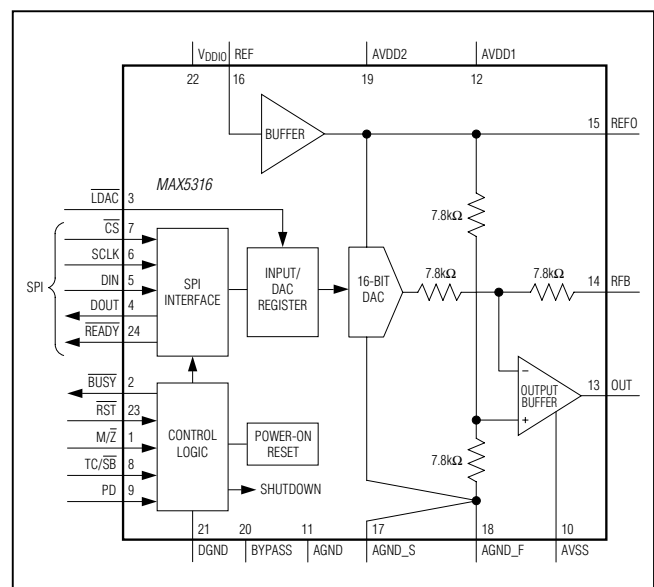 VDDIO REF AVDD2 AVDD1
22 16 19 12
BUFFER
15 REFO
MAX5316
LDAC 3
7.8kΩ
CS 7
SCLK 6
SPI
DIN 5
DOUT 4
READY 24
SPI
INTERFACE
INPUT/
DAC
REGISTER
16-BIT
DAC
7.8kΩ
7.8kΩ
14 RFB
BUSY 2
RST 23
M/Z 1
TC/SB 8
PD 9
CONTROL
LOGIC
POWER-ON
RESET
SHUTDOWN
−
+
OUTPUT
BUFFER
13 OUT
7.8kΩ
21 20 11 17 18 10
DGND BYPASS AGND AGND_S AGND_F AVSS